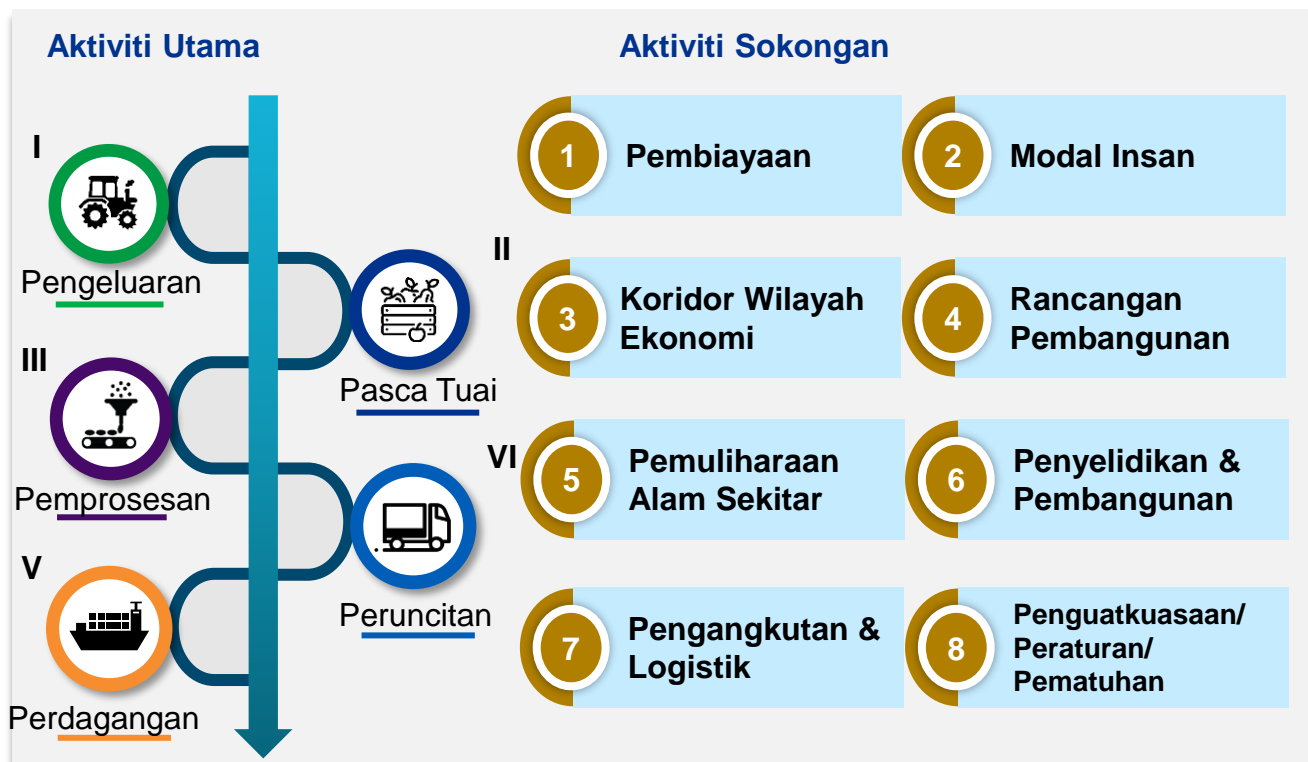 Aktiviti Utama
I
Pengeluaran
II
Pasca Tuai
III
Pemprosesan
VI
Peruncitan
V
Perdagangan
Aktiviti Sokongan
1
Pembiayaan
2
Modal Insan
3
Koridor Wilayah
Ekonomi
4
Rancangan
Pembangunan
5
Pemuliharaan
Alam Sekitar
6
Penyelidikan &
Pembangunan
7
Pengangkutan &
Logistik
8
Penguatkuasaan/
Peraturan/
Pematuhan